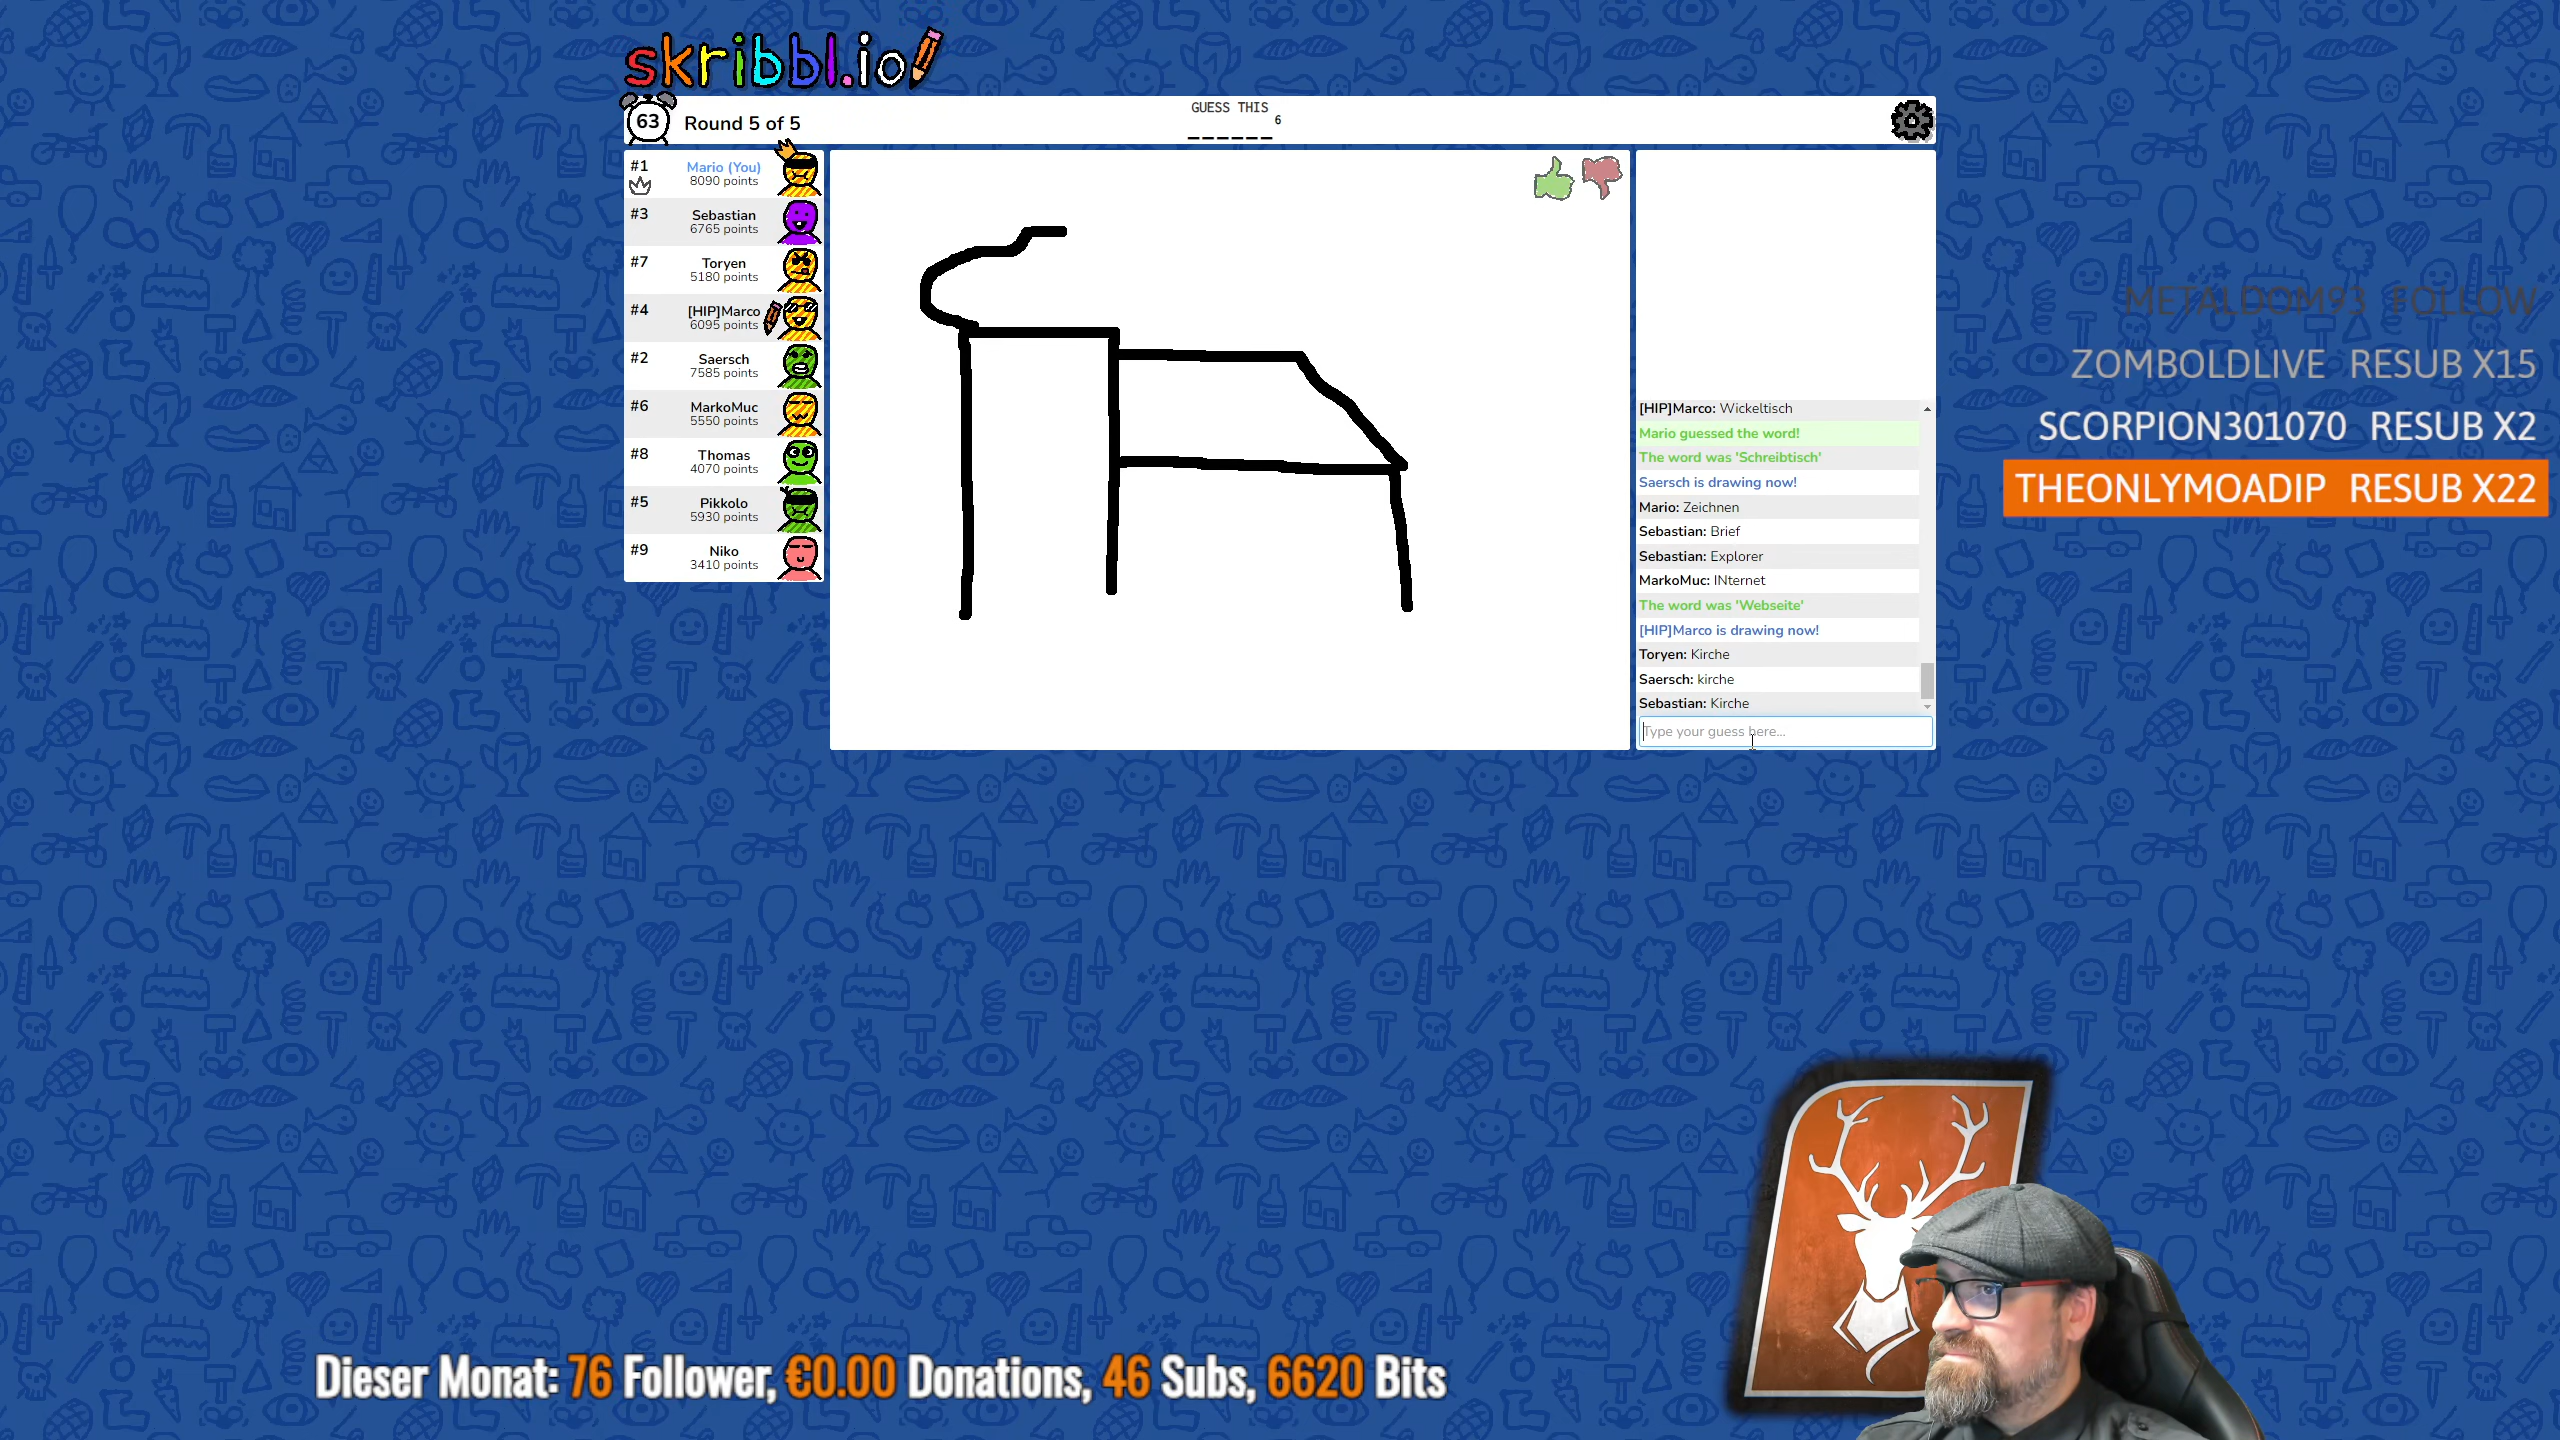 skribbl.io
63
Round 5 of 5
GUESS THIS
______ 6
#1 Mario (You)
8090 points
#3 Sebastian
6765 points
#7 Toryen
5180 points
#4 [HIP]Marco
6095 points
#2 Saersch
7585 points
#6 MarkoMuc
5550 points
#8 Thomas
4070 points
#5 Pikkolo
5930 points
#9 Niko
3410 points
[HIP]Marco: Wickeltisch
Mario guessed the word!
The word was 'Schreibtisch'
Saersch is drawing now!
Mario: Zeichnen
Sebastian: Brief
Sebastian: Explorer
MarkoMuc: INternet
The word was 'Webseite'
[HIP]Marco is drawing now!
Toryen: Kirche
Saersch: kirche
Sebastian: Kirche
Type your guess here...
METALDOM93 FOLLOW
ZOMBOLDLIVE RESUB X15
SCORPION301070 RESUB X2
THEONLYMOADIP RESUB X22
Dieser Monat: 76 Follower, €0.00 Donations, 46 Subs, 6620 Bits